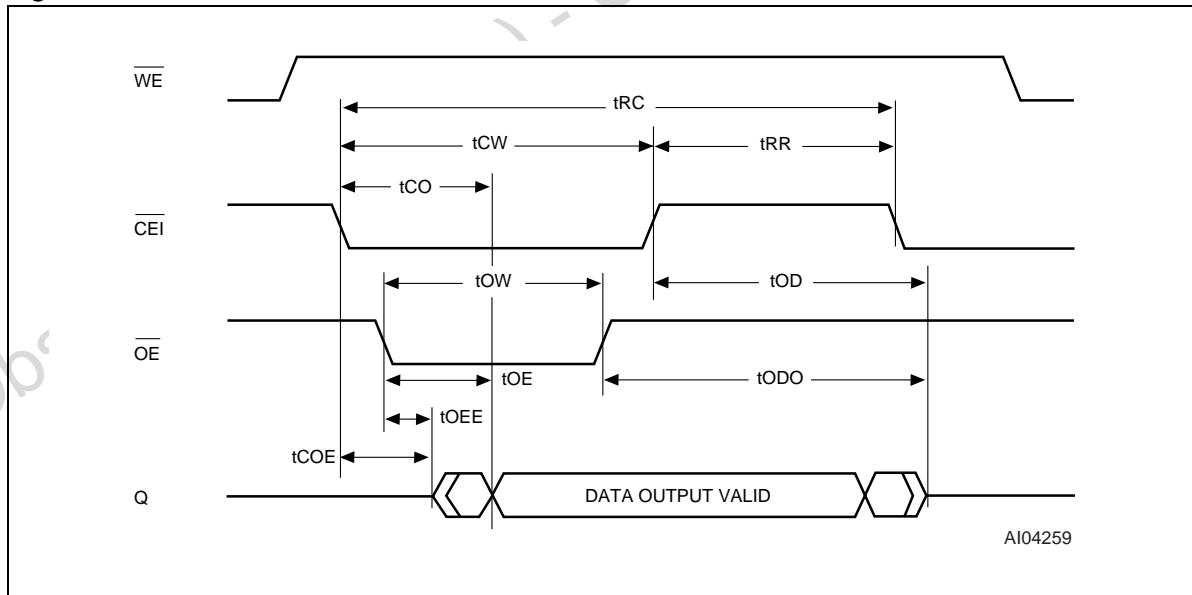 WE
tRC
tCW
tRR
tCO
CEI
tOW
tOD
OE
tOE
tODO
tOEE
tCOE
Q
DATA OUTPUT VALID
AI04259